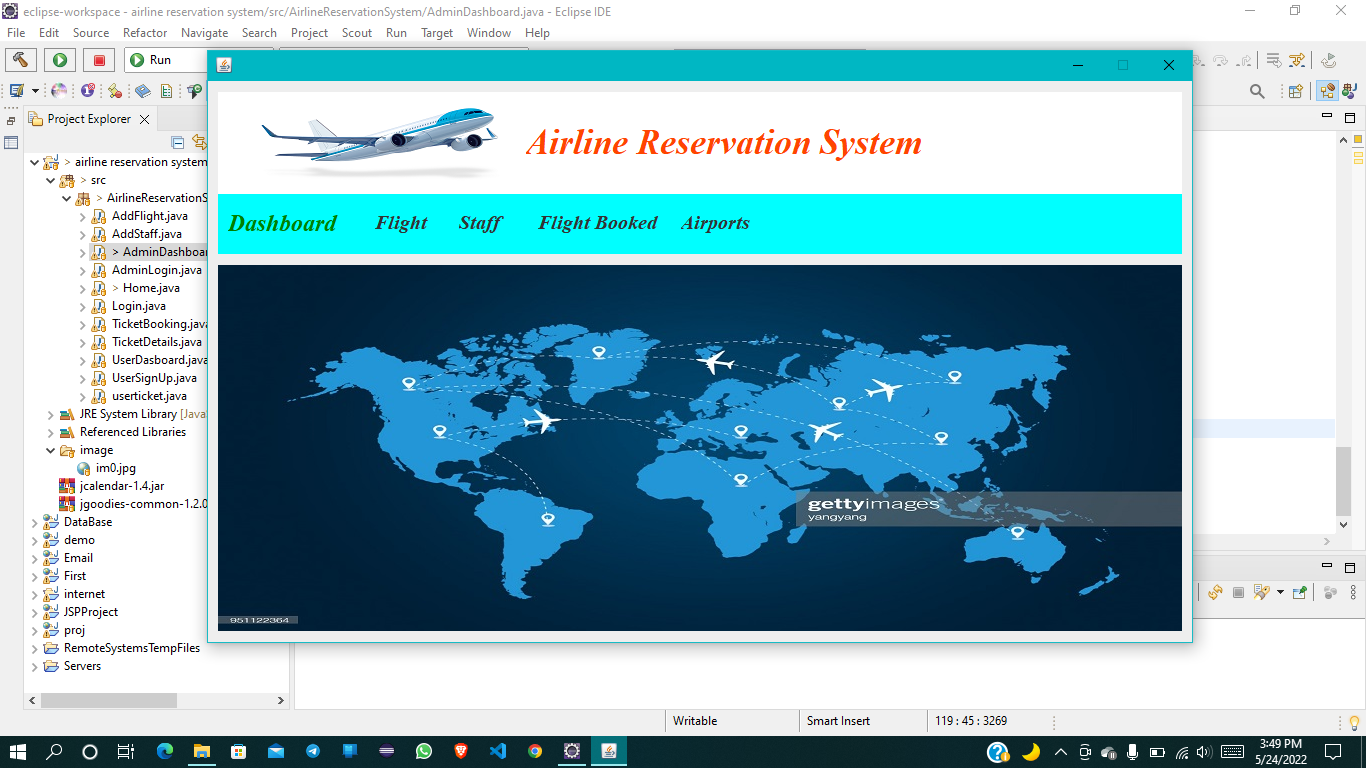 eclipse-workspace - airline reservation system/src/AirlineReservationSystem/AdminDashboard.java - Eclipse IDE
File Edit Source Refactor Navigate Search Project Scout Run Target Window Help
Run
Project Explorer
> airline reservation system
> src
> AirlineReservationS
AddFlight.java
AddStaff.java
> AdminDashboar
AdminLogin.java
> Home.java
Login.java
TicketBooking.java
TicketDetails.java
UserDasboard.java
UserSignUp.java
userticket.java
JRE System Library [Java
Referenced Libraries
image
im0.jpg
jcalendar-1.4.jar
jgoodies-common-1.2.0
DataBase
demo
Email
First
internet
JSPProject
proj
RemoteSystemsTempFiles
Servers
Airline Reservation System
Dashboard Flight Staff Flight Booked Airports
gettyimages
yangyang
951122364
Writable Smart Insert 119 : 45 : 3269
3:49 PM
5/24/2022